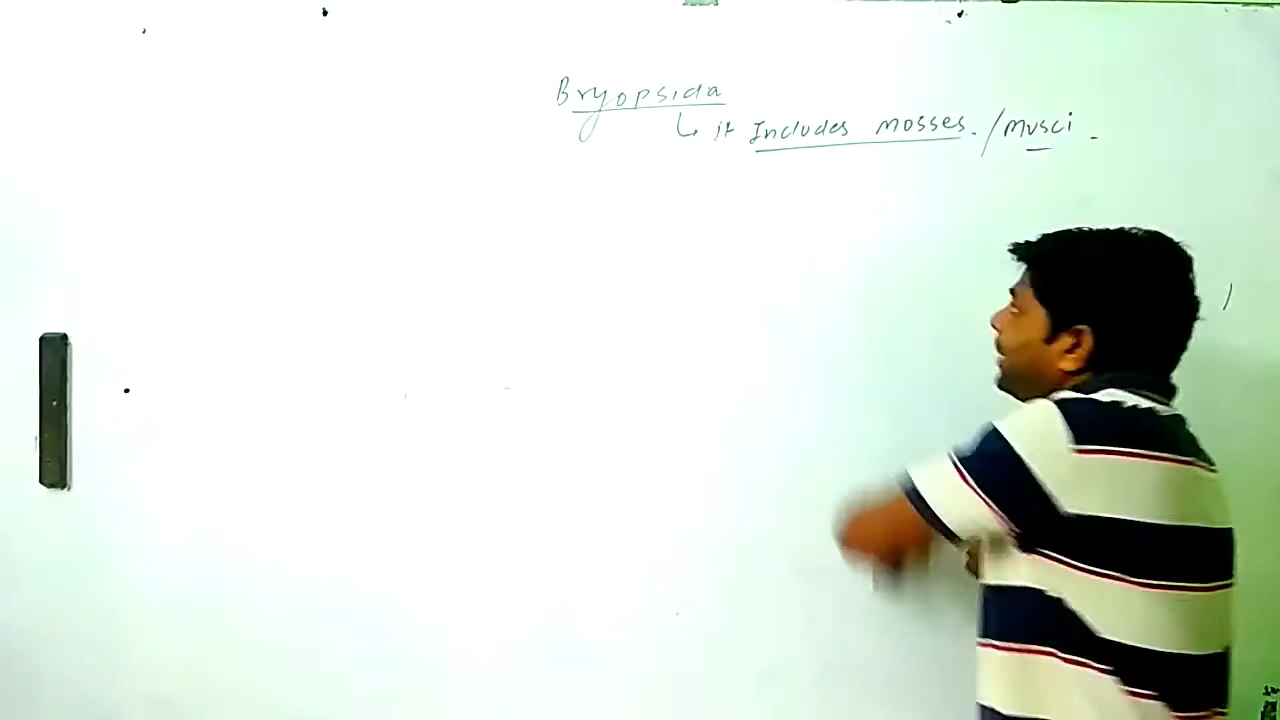 Bryopsida
↳ it Includes mosses. / Musci.